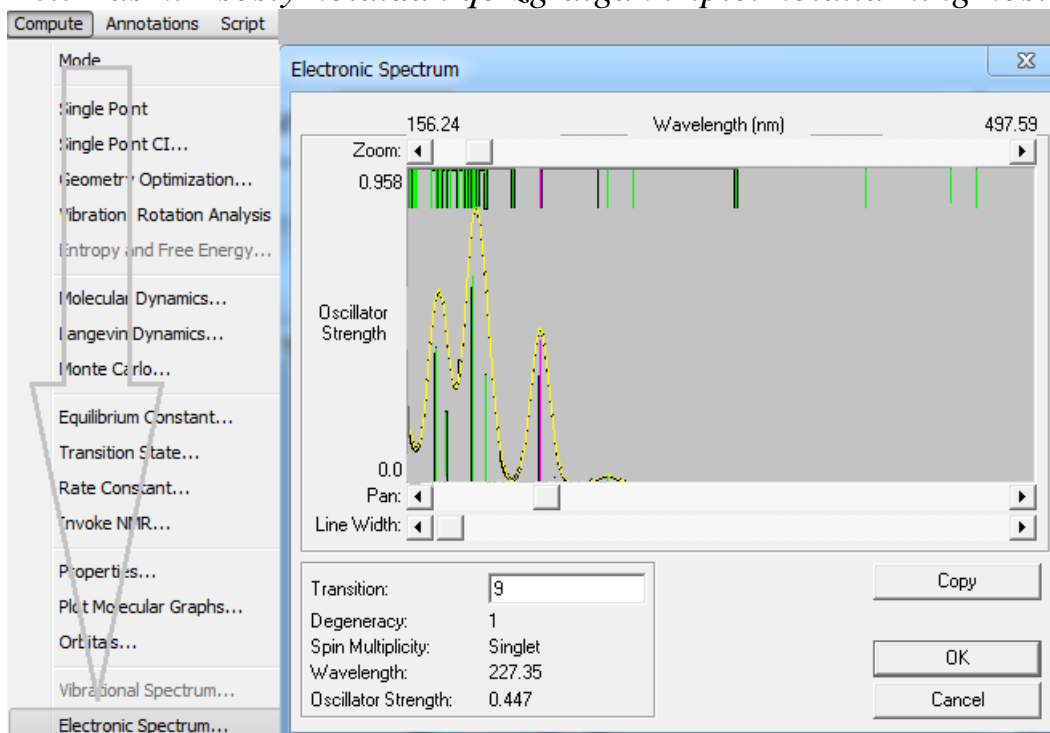 Compute Annotations Script
Mode
Single Point
Single Point CI...
Geometry Optimization...
Vibration, Rotation Analysis
Entropy and Free Energy...
Molecular Dynamics...
Langevin Dynamics...
Monte Carlo...
Equilibrium Constant...
Transition State...
Rate Constant...
Invoke NMR...
Properties...
Plot Molecular Graphs...
Orbitals...
Vibrational Spectrum...
Electronic Spectrum...
Electronic Spectrum
156.24 Wavelength (nm) 497.59
Zoom:
0.958
Oscillator
Strength
0.0
Pan:
Line Width:
Transition: 9
Degeneracy: 1
Spin Multiplicity: Singlet
Wavelength: 227.35
Oscillator Strength: 0.447
Copy
OK
Cancel